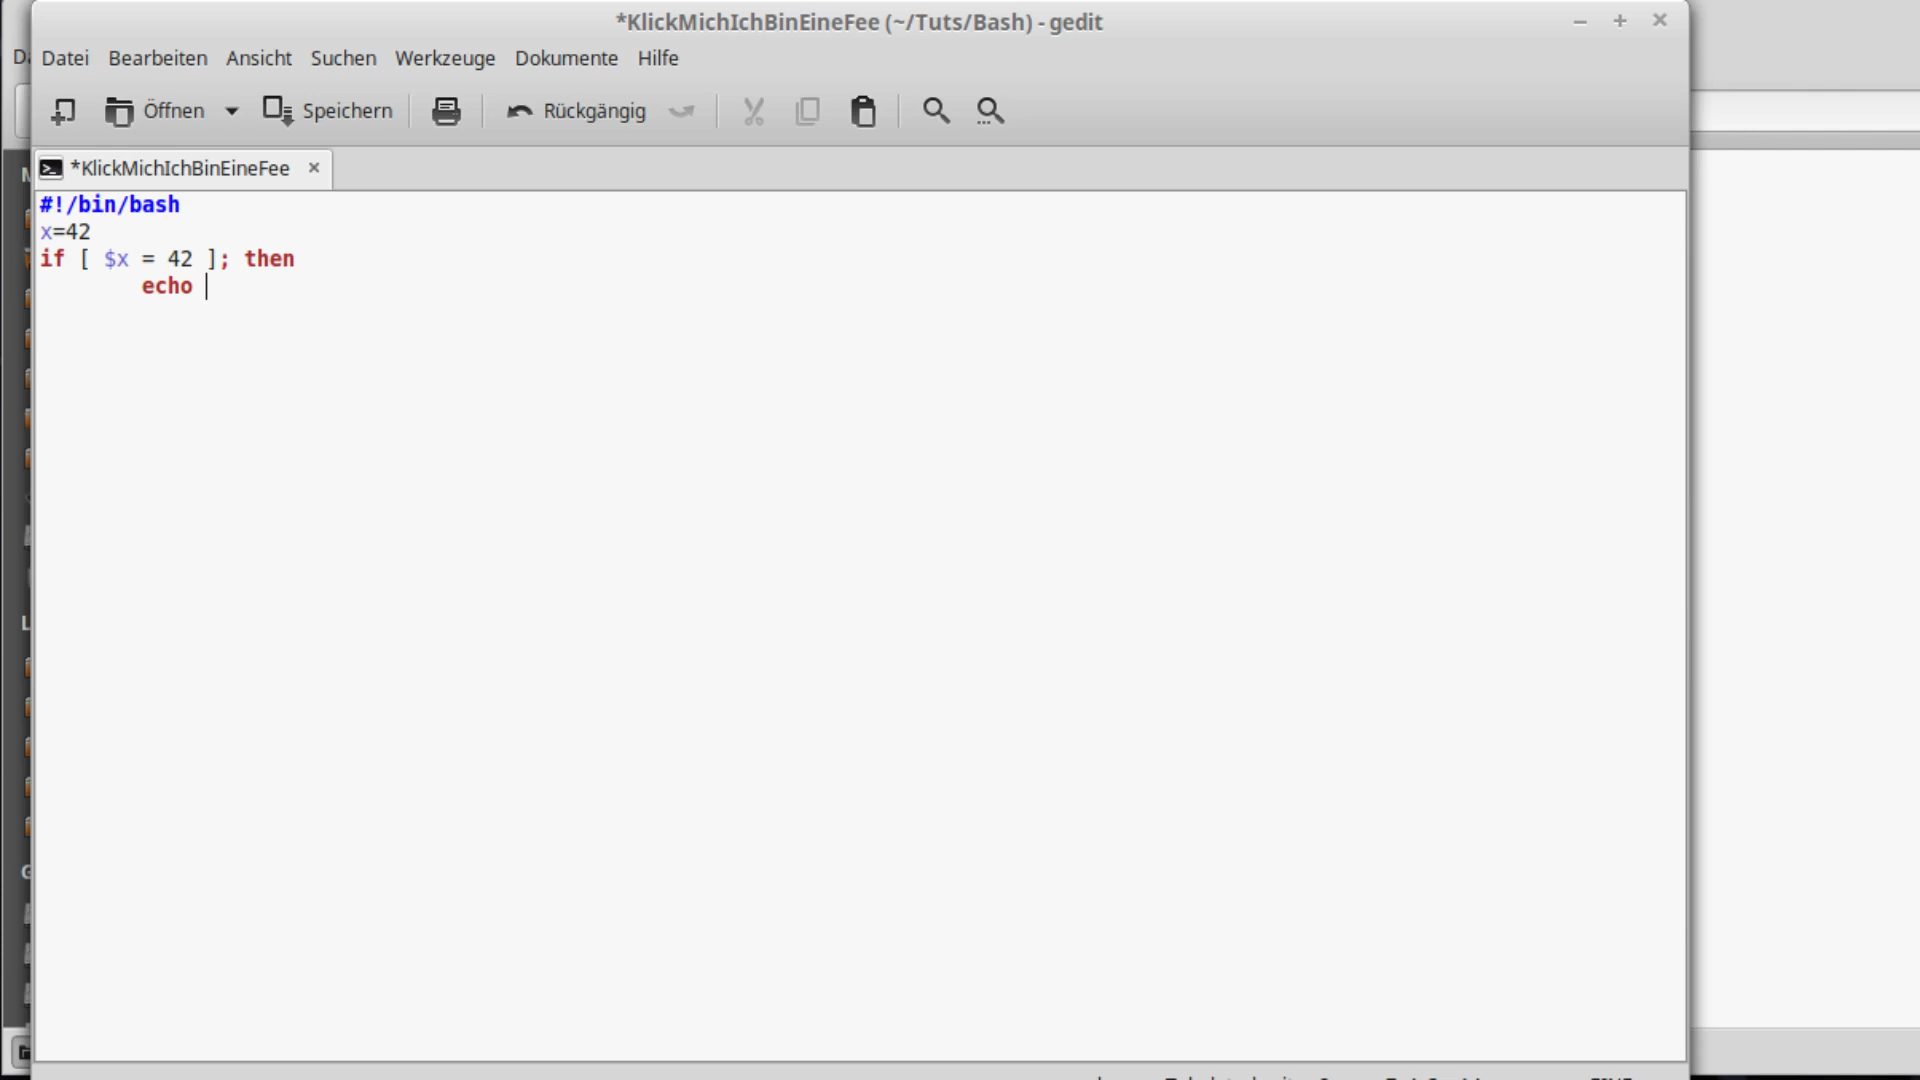 *KlickMichIchBinEineFee (~/Tuts/Bash) - gedit
Datei Bearbeiten Ansicht Suchen Werkzeuge Dokumente Hilfe
Öffnen Speichern Rückgängig
*KlickMichIchBinEineFee
#!/bin/bash
x=42
if [ $x = 42 ]; then
echo